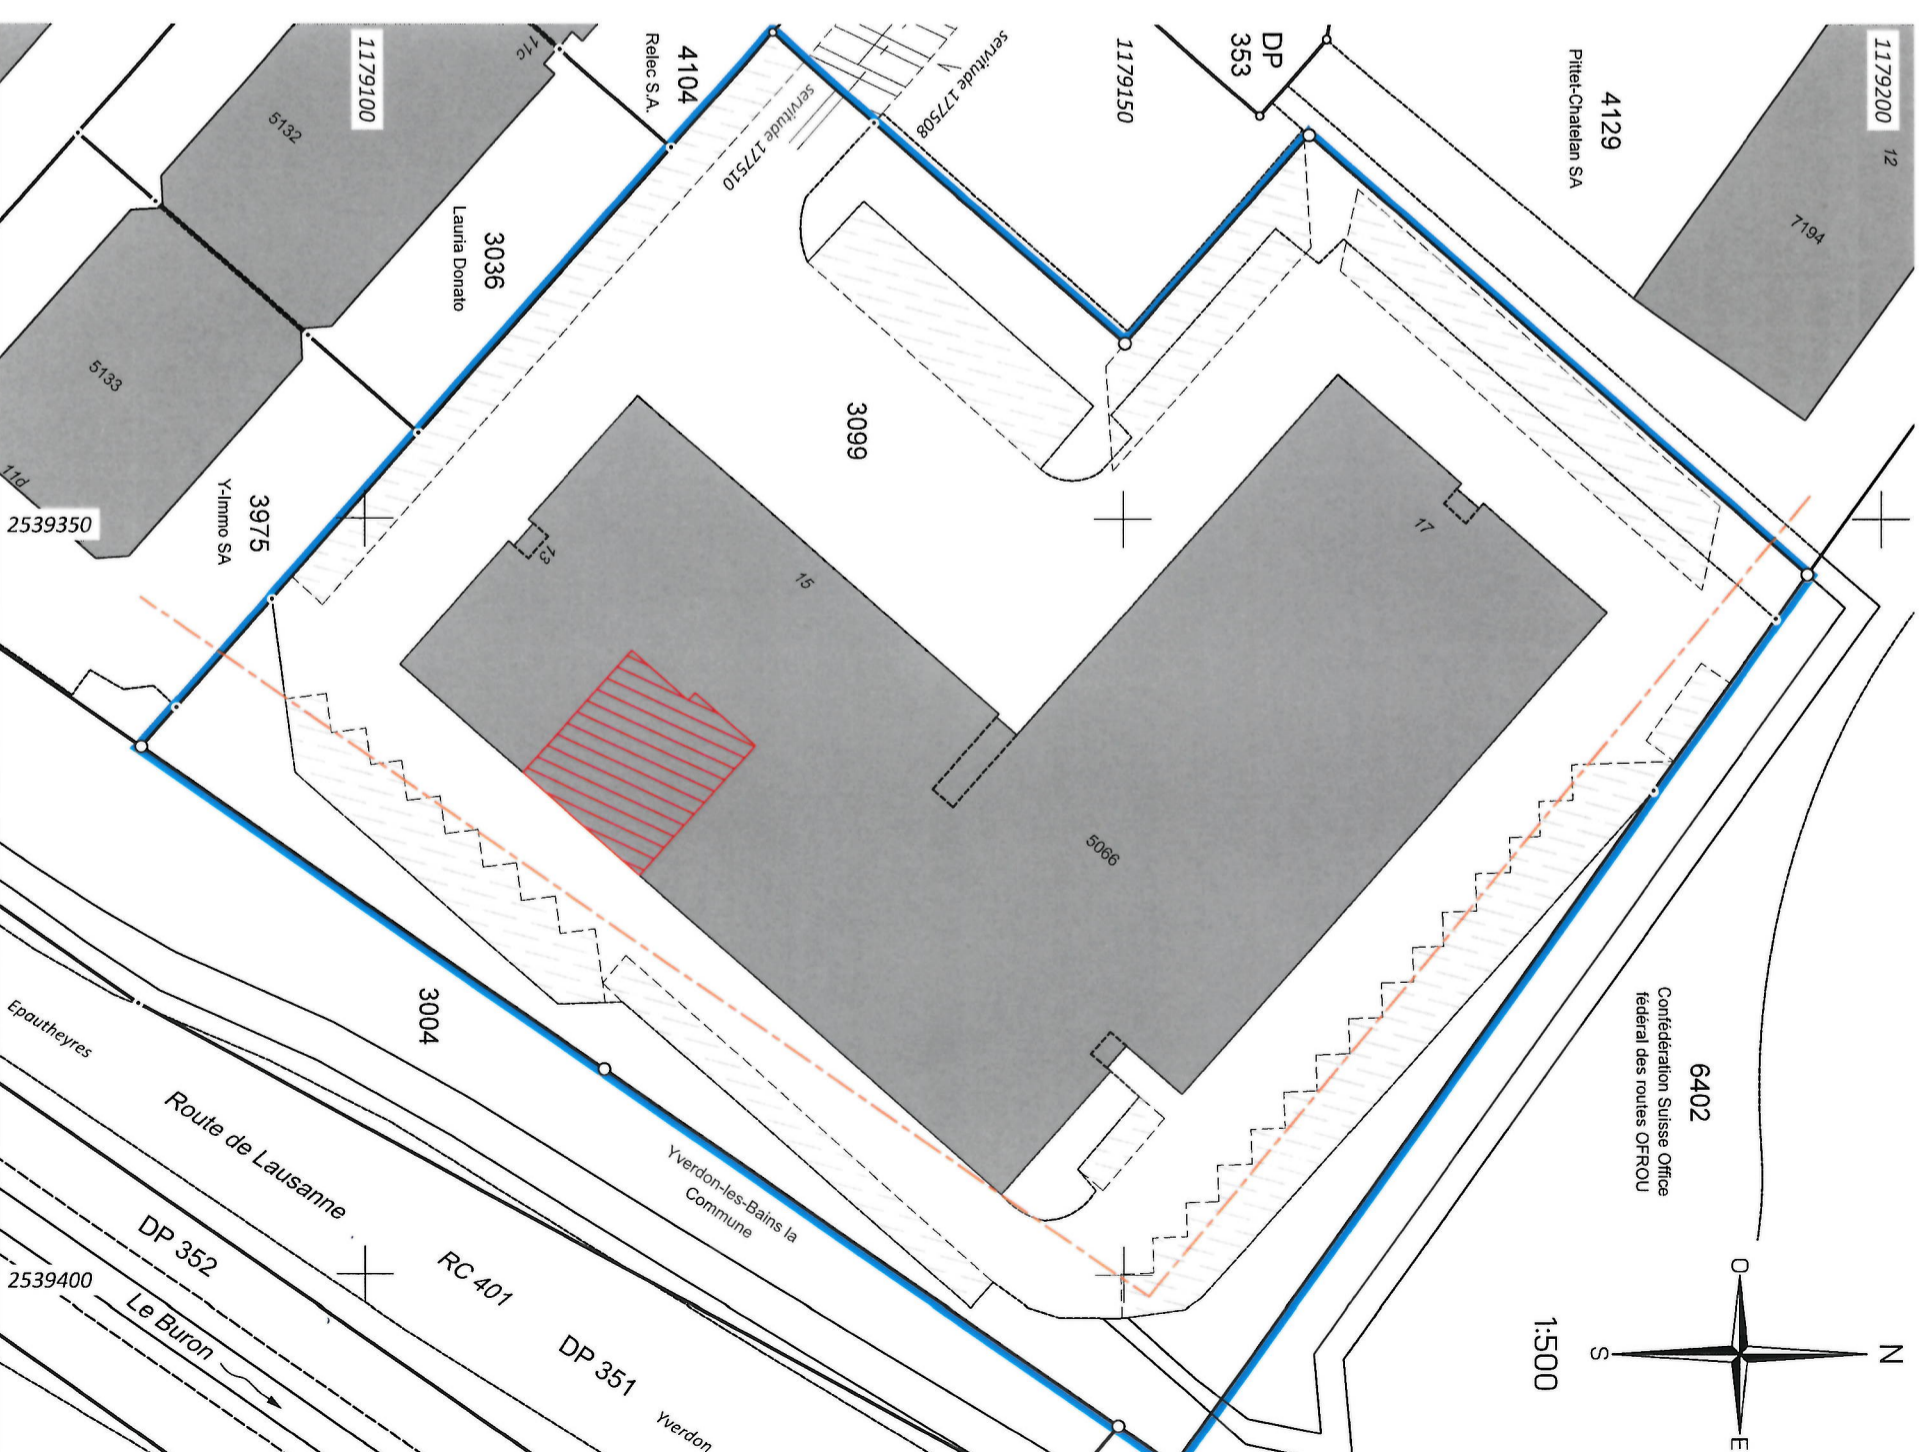 11c
1179100
5132
4104
Relec S.A.
servitude 177510
servitude 177508
1179150
DP
353
4129
Pittet-Chatelan SA
1179200
12
7194
3036
Lauria Donato
5133
11d
2539350
3975
Y-Immo SA
3099
13
15
17
5066
3004
6402
Confédération Suisse Office
fédéral des routes OFROU
Epautheyres
Route de Lausanne
Yverdon-les-Bains la
Commune
DP 352
RC 401
DP 351
2539400
Le Buron
Yverdon
1:500
O
N
S
E